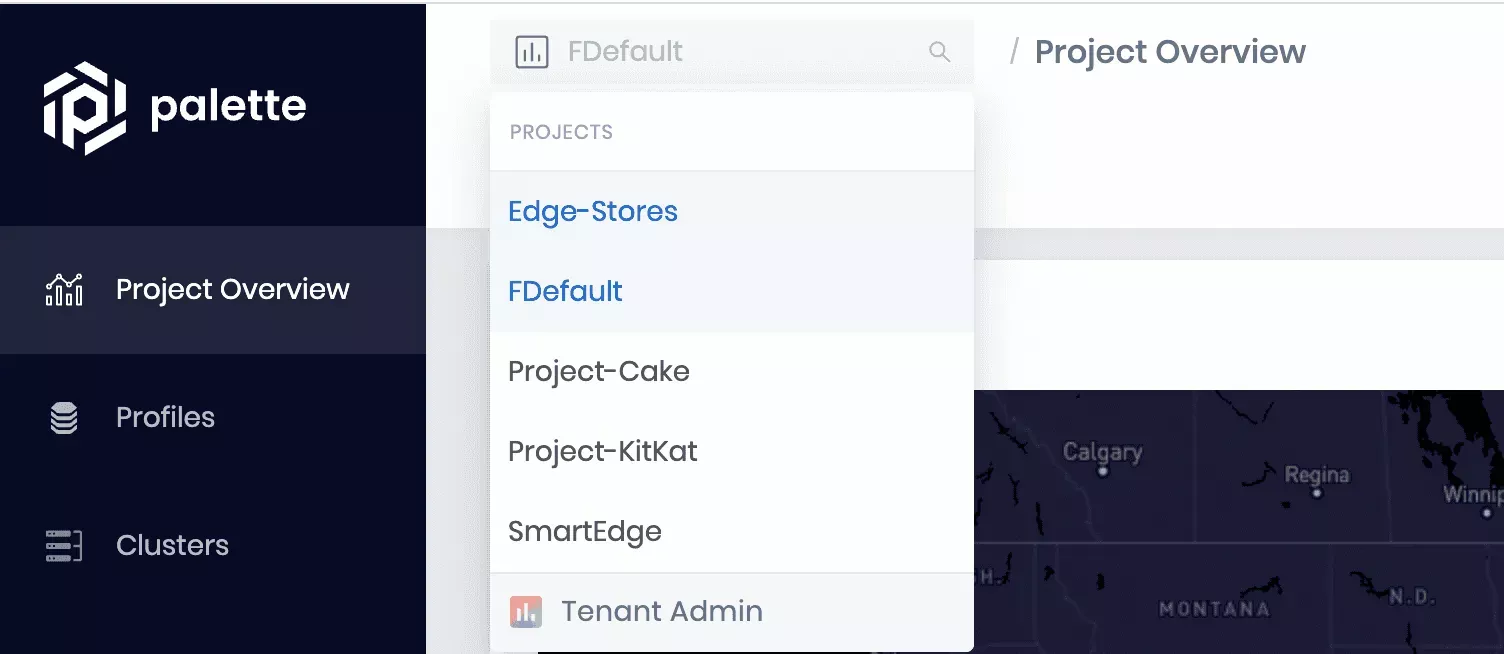 palette
Project Overview
Profiles
Clusters
FDefault
/ Project Overview
PROJECTS
Edge-Stores
FDefault
Project-Cake
Project-KitKat
SmartEdge
Tenant Admin
Calgary
Regina
Winnip
H.
MONTANA
N.D.